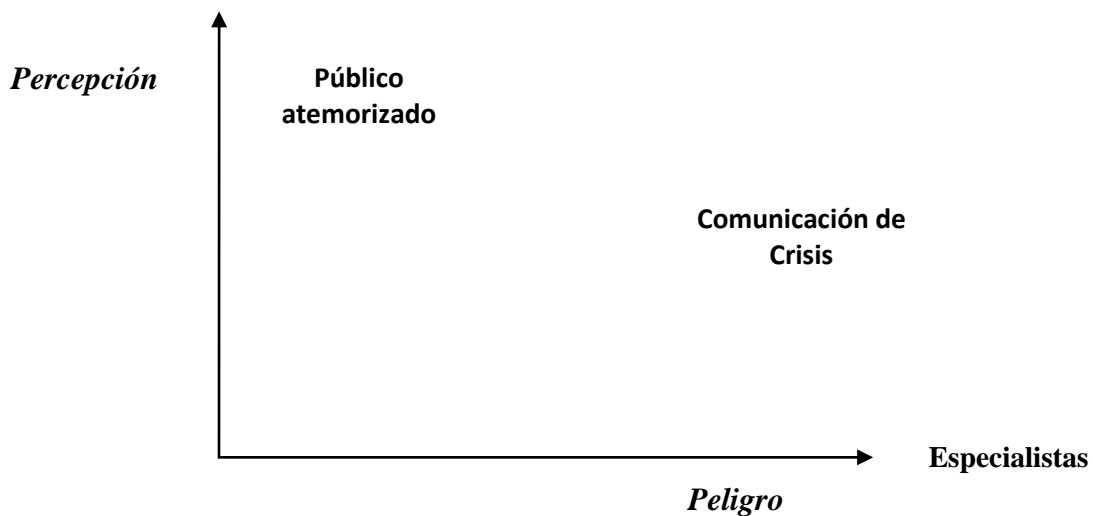 Percepción
Público
atemorizado
Comunicación de
Crisis
Especialistas
Peligro